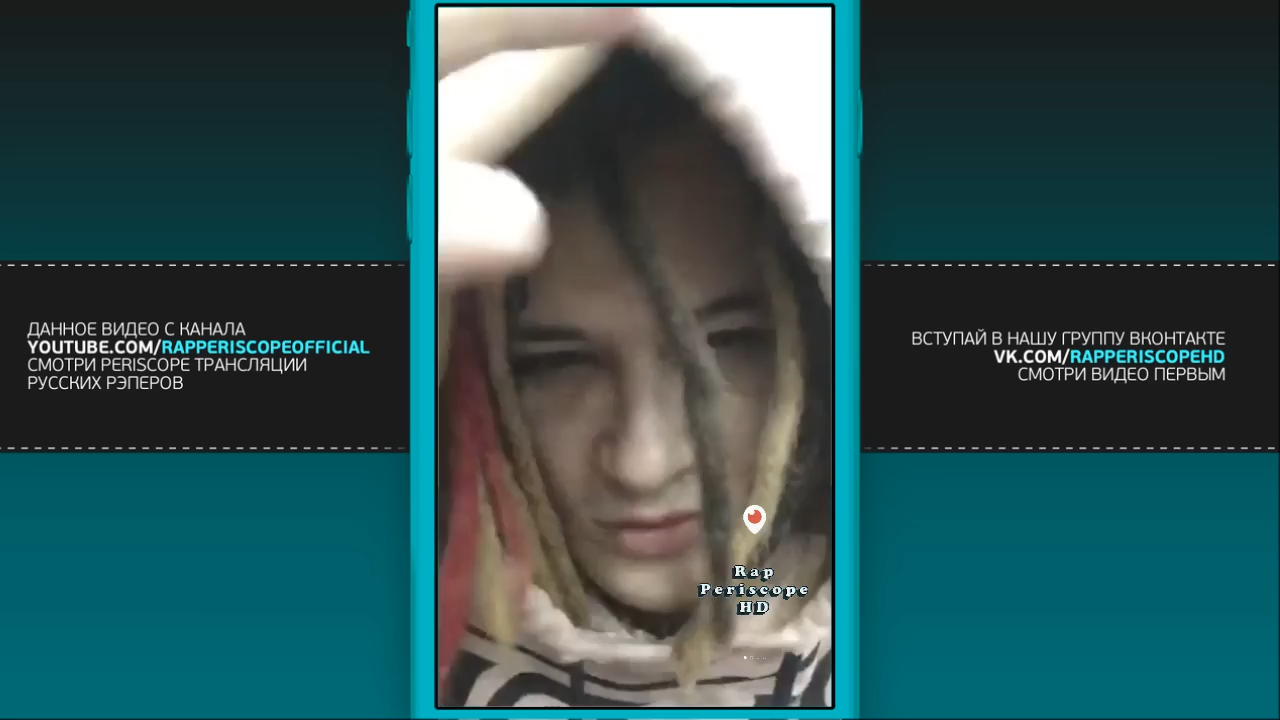 ДАННОЕ ВИДЕО С КАНАЛА
YOUTUBE.COM/RAPPERISCOPEOFFICIAL
СМОТРИ PERISCOPE ТРАНСЛЯЦИИ
РУССКИХ РЭПЕРОВ
ВСТУПАЙ В НАШУ ГРУППУ ВКОНТАКТЕ
VK.COM/RAPPERISCOPEHD
СМОТРИ ВИДЕО ПЕРВЫМ
Rap
Periscope
HD